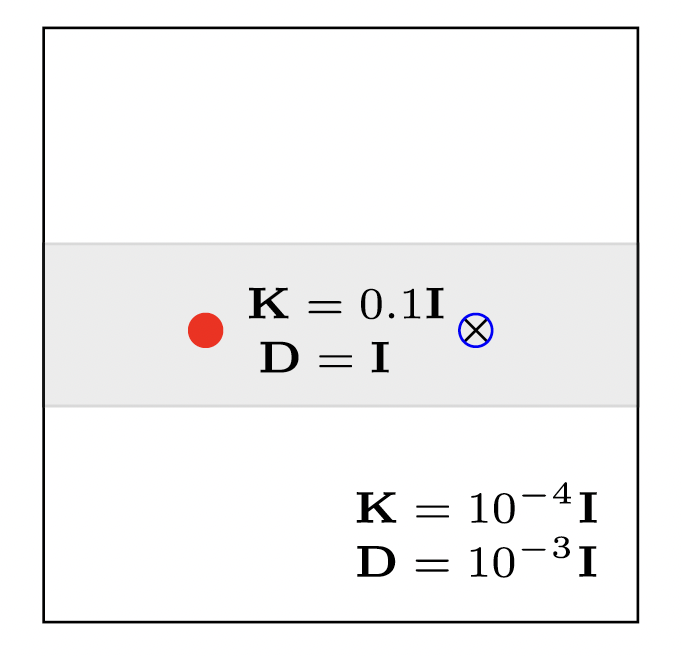 𝐊 = 0.1𝐈
𝐃 = 𝐈
𝐊 = 10⁻⁴𝐈
𝐃 = 10⁻³𝐈